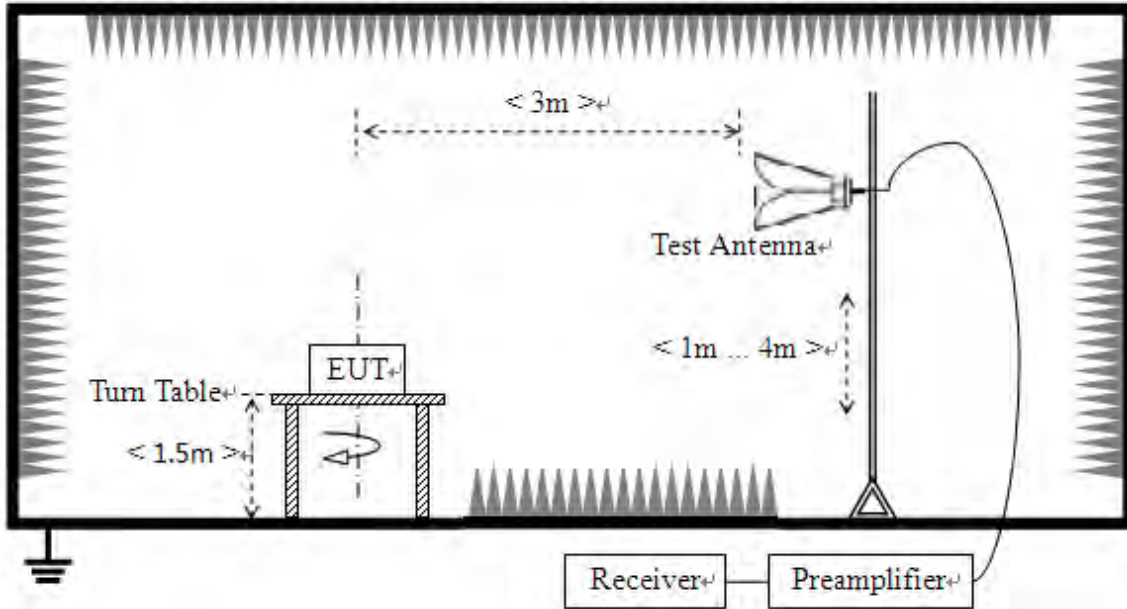 < 3m >↵
Test Antenna↵
< 1m ... 4m >↵
EUT↵
Turn Table↵
< 1.5m >↵
Receiver↵
Preamplifier↵